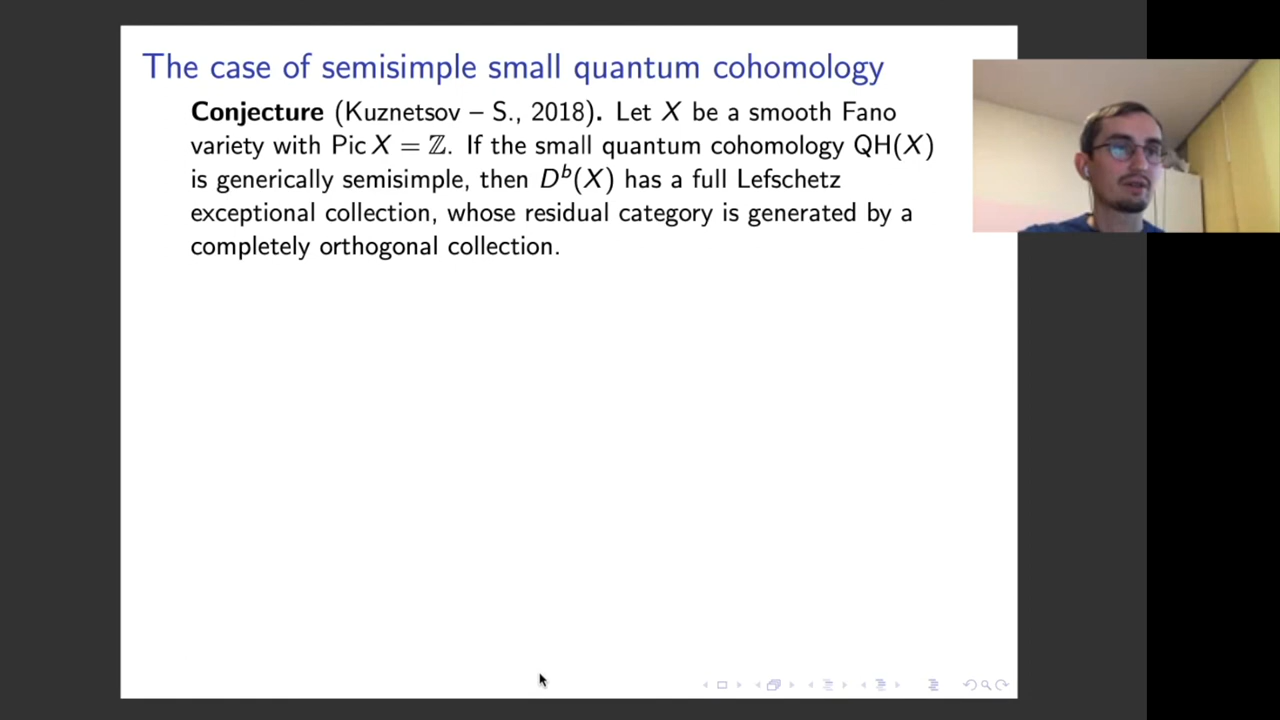 The case of semisimple small quantum cohomology
Conjecture (Kuznetsov – S., 2018). Let X be a smooth Fano
variety with Pic X = ℤ. If the small quantum cohomology QH(X)
is generically semisimple, then Dᵇ(X) has a full Lefschetz
exceptional collection, whose residual category is generated by a
completely orthogonal collection.